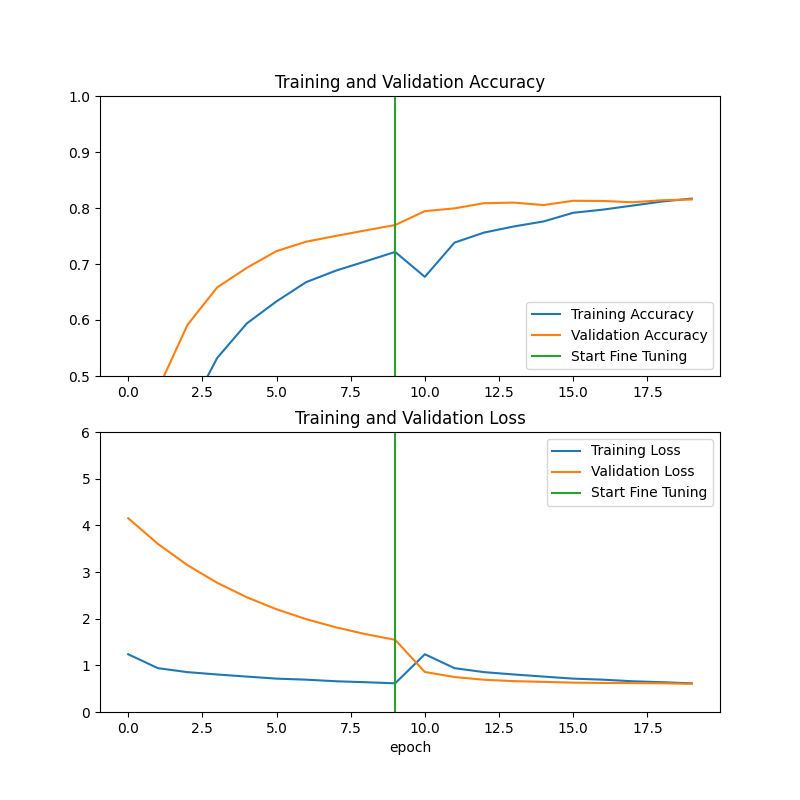 Training and Validation Accuracy
1.0
0.9
0.8
0.7
0.6
0.5
Training Accuracy
Validation Accuracy
Start Fine Tuning
0.0 2.5 5.0 7.5 10.0 12.5 15.0 17.5
Training and Validation Loss
6
5
4
3
2
1
0
Training Loss
Validation Loss
Start Fine Tuning
0.0 2.5 5.0 7.5 10.0 12.5 15.0 17.5
epoch